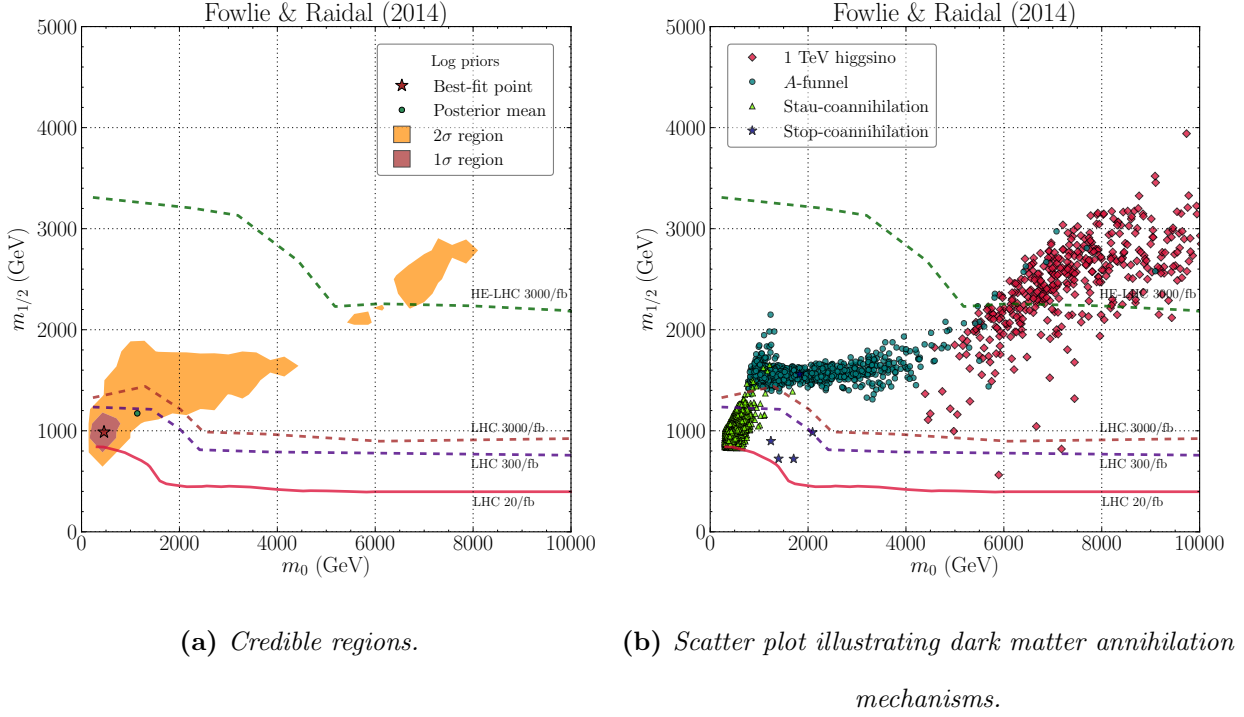 Fowlie & Raidal (2014)
5000
4000
3000
2000
1000
0
m₁/₂ (GeV)
Log priors
Best-fit point
Posterior mean
2σ region
1σ region
HE-LHC 3000/fb
LHC 3000/fb
LHC 300/fb
LHC 20/fb
0 2000 4000 6000 8000 10000
m₀ (GeV)
(a) Credible regions.
Fowlie & Raidal (2014)
5000
4000
3000
2000
1000
0
m₁/₂ (GeV)
1 TeV higgsino
A-funnel
Stau-coannihilation
Stop-coannihilation
HE-LHC 3000/fb
LHC 3000/fb
LHC 300/fb
LHC 20/fb
0 2000 4000 6000 8000 10000
m₀ (GeV)
(b) Scatter plot illustrating dark matter annihilation
mechanisms.